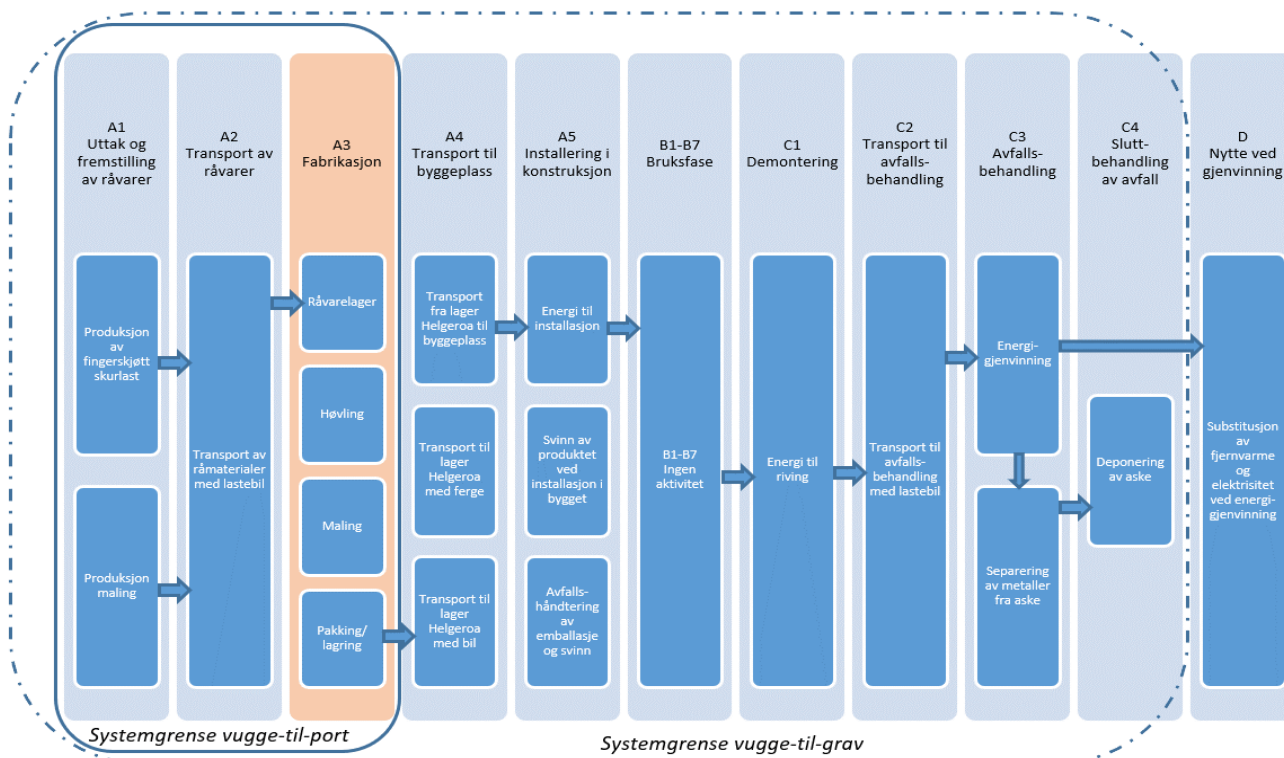 A1
Uttak og
fremstilling
av råvarer
A2
Transport av
råvarer
A3
Fabrikasjon
A4
Transport til
byggeplass
A5
Installering i
konstruksjon
B1-B7
Bruksfase
C1
Demontering
C2
Transport til
avfalls-
behandling
C3
Avfalls-
behandling
C4
Slutt-
behandling
av avfall
D
Nytte ved
gjenvinning
Produksjon
av
fingerskjøtt
skurlast
Produksjon
maling
Transport av
råmaterialer
med lastebil
Råvarelager
Høvling
Maling
Pakking/
lagring
Transport
fra lager
Helgeroa til
byggeplass
Transport til
lager
Helgeroa
med ferge
Transport til
lager
Helgeroa
med bil
Energi til
installasjon
Svinn av
produktet ved
installasjon i
bygget
Avfalls-
håndtering
av
emballasje
og svinn
B1-B7
Ingen
aktivitet
Energi til
riving
Transport til
avfalls-
behandling
med lastebil
Energi-
gjenvinning
Separering
av metaller
fra aske
Deponering
av aske
Substitusjon
av
fjernvarme
og
elektrisitet
ved energi-
gjenvinning
Systemgrense vugge-til-port
Systemgrense vugge-til-grav